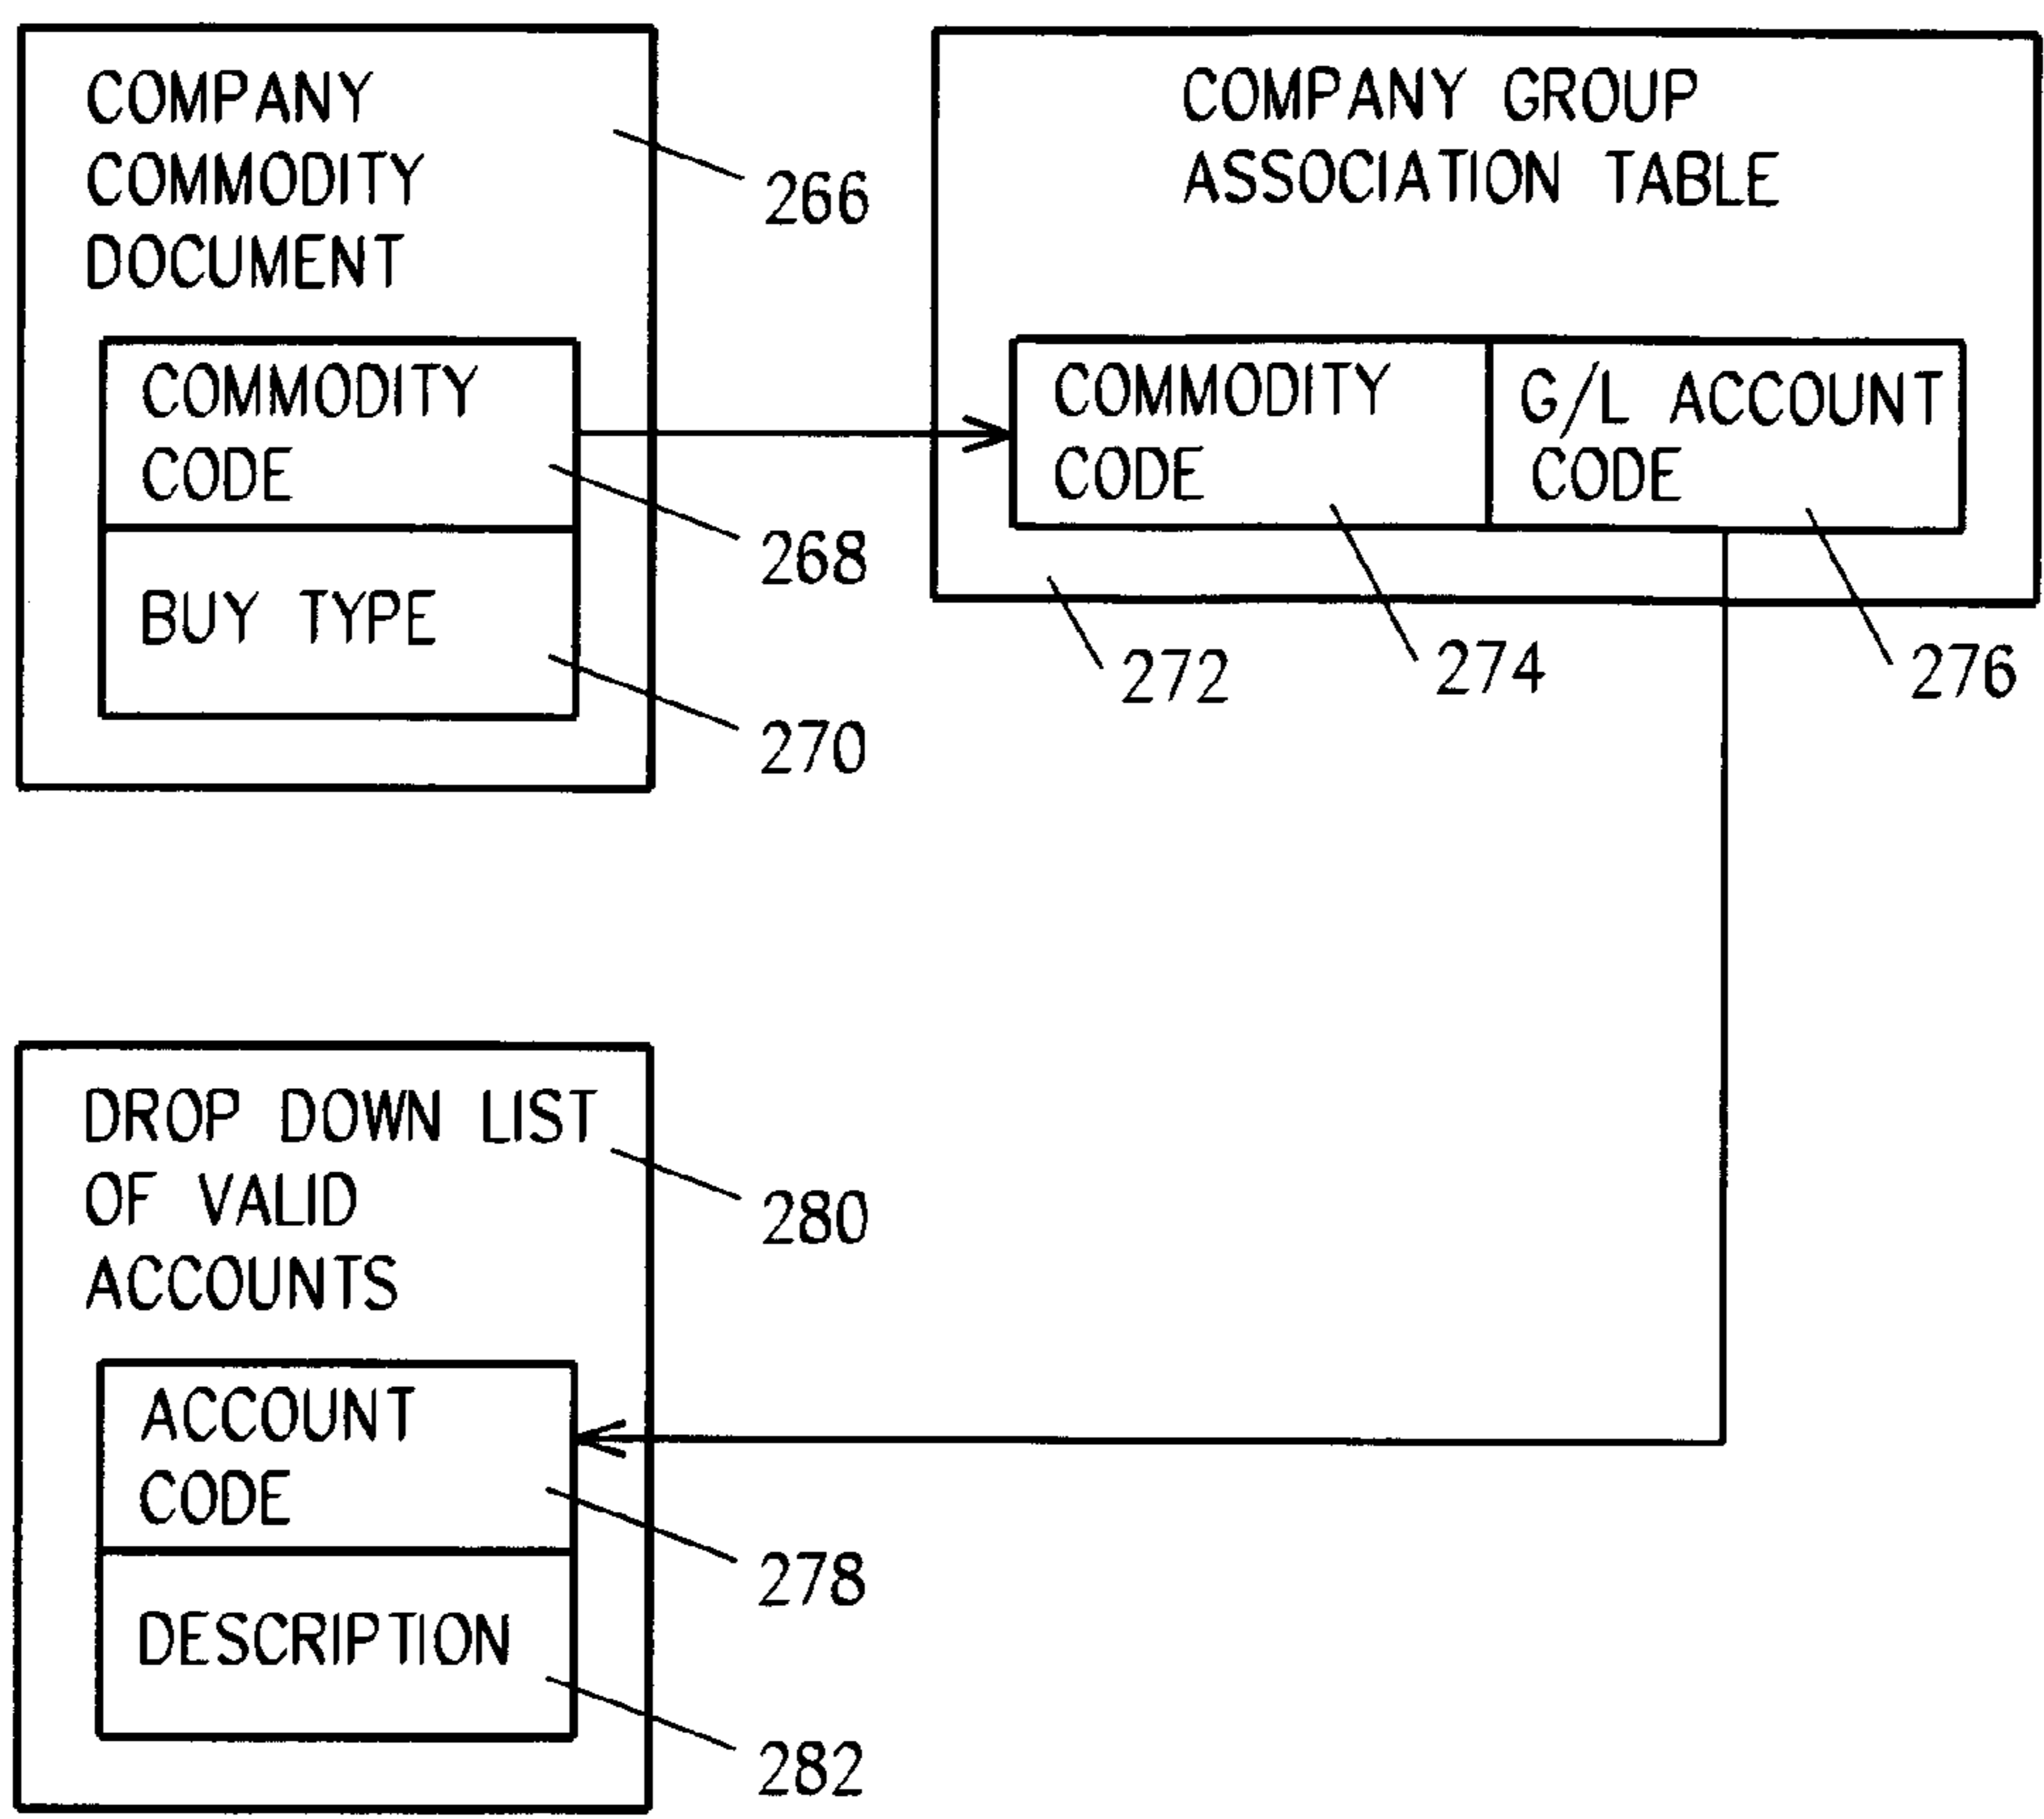 COMPANY
COMMODITY
DOCUMENT
266
COMMODITY
CODE
268
BUY TYPE
270
COMPANY GROUP
ASSOCIATION TABLE
COMMODITY
CODE
G/L ACCOUNT
CODE
272
274
276
DROP DOWN LIST
OF VALID
ACCOUNTS
280
ACCOUNT
CODE
278
DESCRIPTION
282